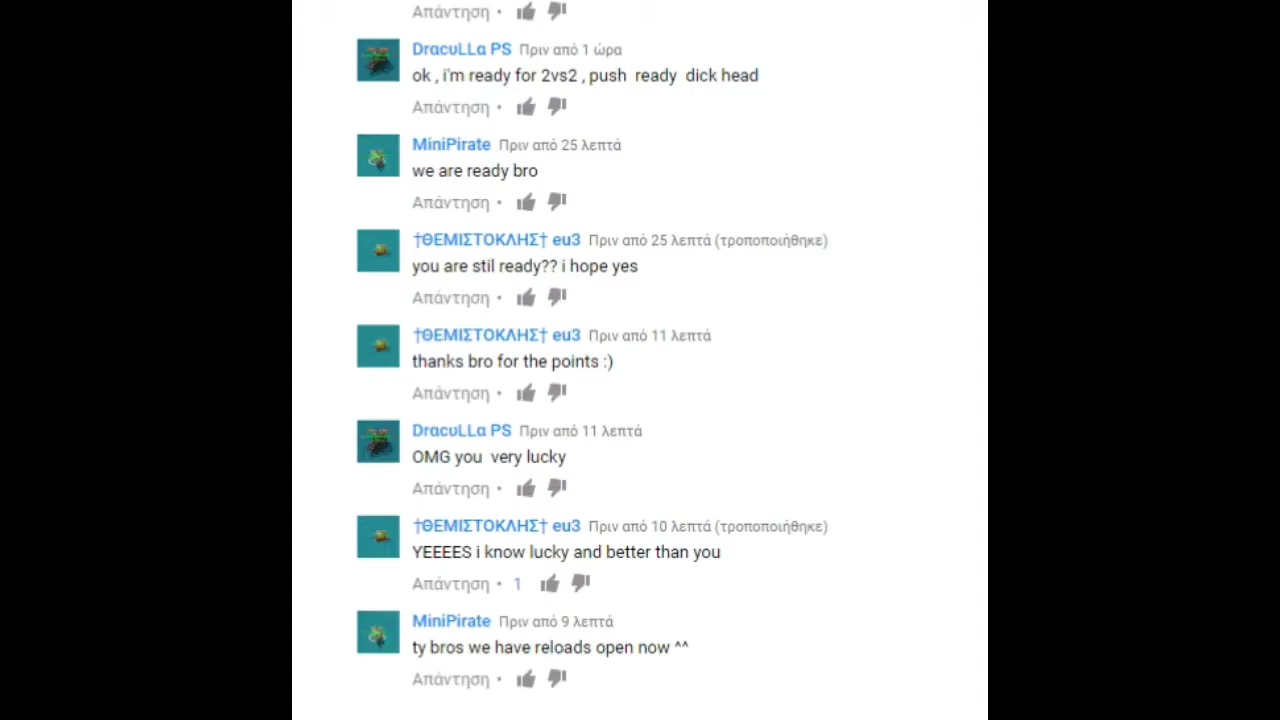 Απάντηση •
DracuLLa PS Πριν από 1 ώρα
ok , i'm ready for 2vs2 , push  ready  dick head
Απάντηση •
MiniPirate Πριν από 25 λεπτά
we are ready bro
Απάντηση •
†ΘΕΜΙΣΤΟΚΛΗΣ† eu3 Πριν από 25 λεπτά (τροποποιήθηκε)
you are stil ready?? i hope yes
Απάντηση •
†ΘΕΜΙΣΤΟΚΛΗΣ† eu3 Πριν από 11 λεπτά
thanks bro for the points :)
Απάντηση •
DracuLLa PS Πριν από 11 λεπτά
OMG you  very lucky
Απάντηση •
†ΘΕΜΙΣΤΟΚΛΗΣ† eu3 Πριν από 10 λεπτά (τροποποιήθηκε)
YEEEES i know lucky and better than you
Απάντηση • 1
MiniPirate Πριν από 9 λεπτά
ty bros we have reloads open now ^^
Απάντηση •